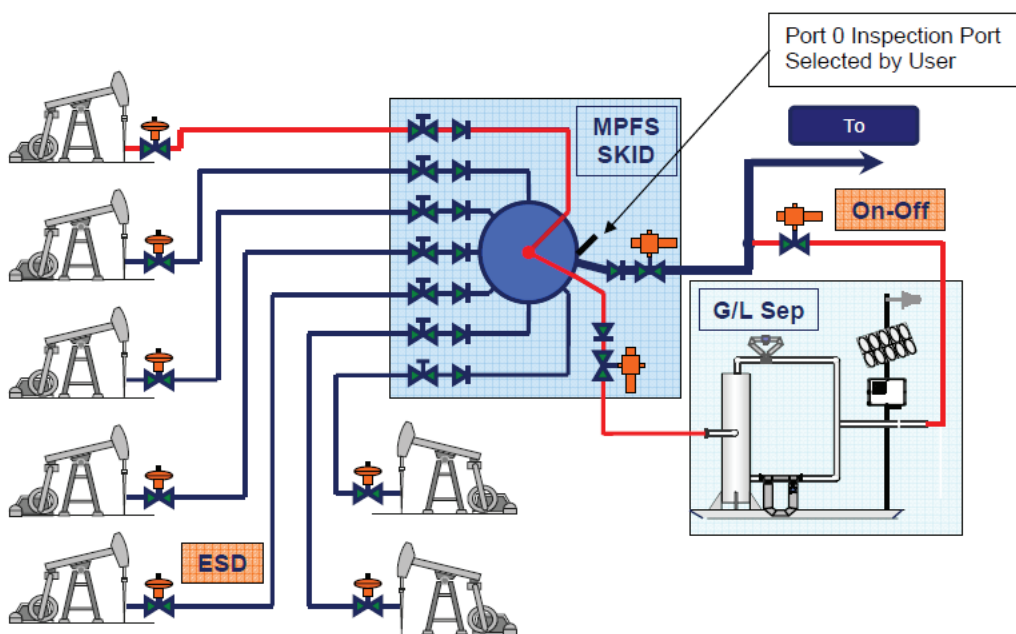 Port 0 Inspection Port
Selected by User
MPFS
SKID
To
On-Off
G/L Sep
ESD